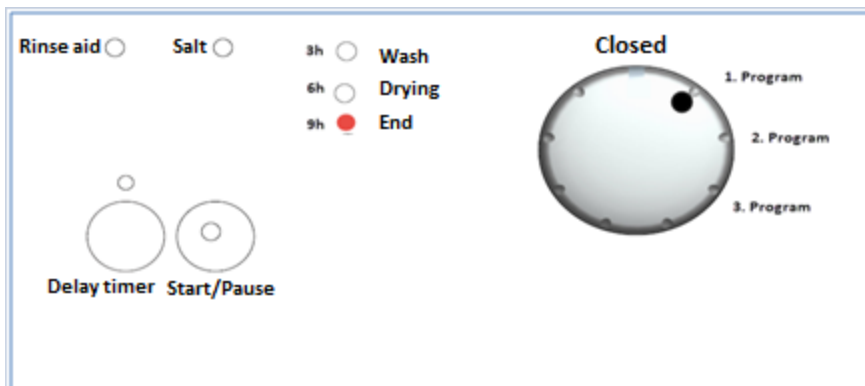 Rinse aid
Salt
3h
Wash
6h
Drying
9h
End
Closed
1. Program
2. Program
3. Program
Delay timer
Start/Pause